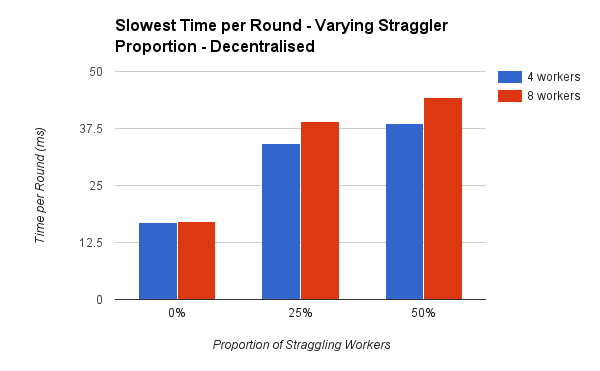 Slowest Time per Round - Varying Straggler
Proportion - Decentralised
50
37.5
25
12.5
0
Time per Round (ms)
0%
25%
50%
Proportion of Straggling Workers
4 workers
8 workers